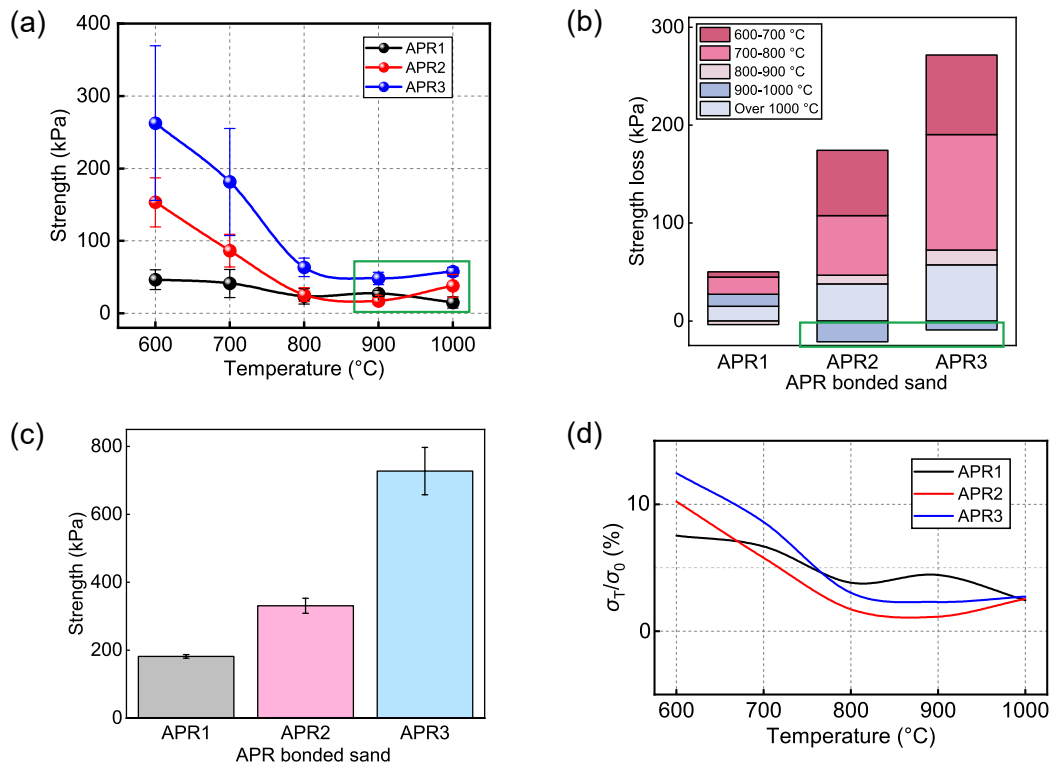 (a)
400
300
200
100
0
Strength (kPa)
APR1
APR2
APR3
600 700 800 900 1000
Temperature (°C)
(b)
300
200
100
0
Strength loss (kPa)
600-700 °C
700-800 °C
800-900 °C
900-1000 °C
Over 1000 °C
APR1 APR2 APR3
APR bonded sand
(c)
800
600
400
200
0
Strength (kPa)
APR1 APR2 APR3
APR bonded sand
(d)
10
0
σT/σ0 (%)
APR1
APR2
APR3
600 700 800 900 1000
Temperature (°C)